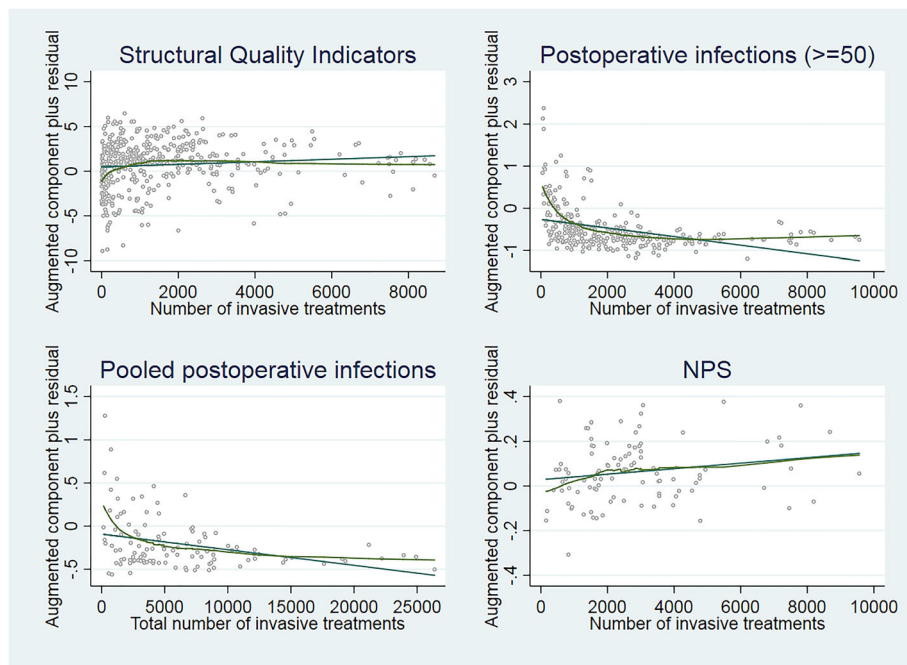 Structural Quality Indicators
Augmented component plus residual
10
5
0
-5
-10
0 2000 4000 6000 8000
Number of invasive treatments
Postoperative infections (>=50)
Augmented component plus residual
3
2
1
0
-1
0 2000 4000 6000 8000 10000
Number of invasive treatments
Pooled postoperative infections
Augmented component plus residual
1.5
1
.5
0
-.5
0 5000 10000 15000 20000 25000
Total number of invasive treatments
NPS
Augmented component plus residual
.4
.2
0
-.2
-.4
0 2000 4000 6000 8000 10000
Number of invasive treatments